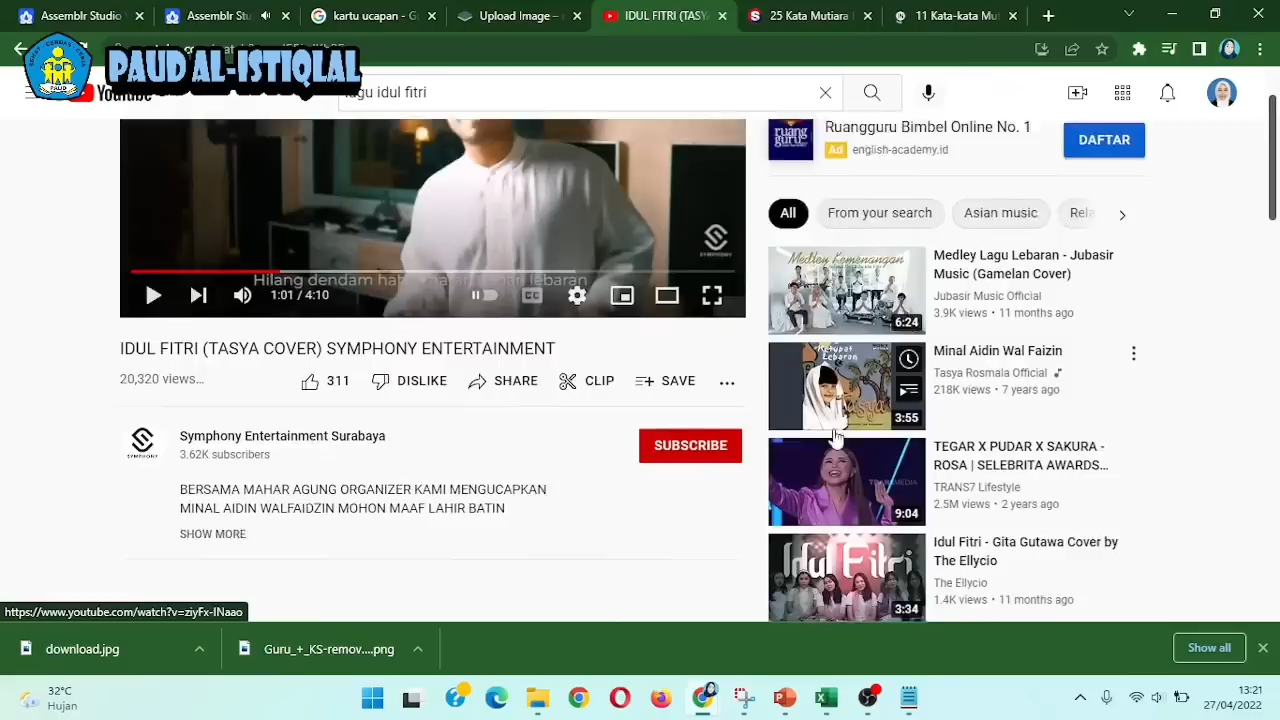 Assemblr Studio
Assemblr Edu
kartu ucapan - G
Upload Image –
IDUL FITRI (TASY
25 Kata Mutiara
11 Kata-kata Mu
PAUD AL-ISTIQLAL
YouTube
lagu idul fitri
Ruangguru Bimbel Online No. 1
Ad english-academy.id
DAFTAR
All
From your search
Asian music
Rela
Hilang dendam
lebaran
1:01 / 4:10
SYMPHONY
IDUL FITRI (TASYA COVER) SYMPHONY ENTERTAINMENT
20,320 views...
311
DISLIKE
SHARE
CLIP
SAVE
SYMPHONY
Symphony Entertainment Surabaya
3.62K subscribers
SUBSCRIBE
BERSAMA MAHAR AGUNG ORGANIZER KAMI MENGUCAPKAN
MINAL AIDIN WALFAIDZIN MOHON MAAF LAHIR BATIN
SHOW MORE
Medley Kemenangan
6:24
Medley Lagu Lebaran - Jubasir
Music (Gamelan Cover)
Jubasir Music Official
3.9K views • 11 months ago
Ketupat Lebaran
3:55
Minal Aidin Wal Faizin
Tasya Rosmala Official
218K views • 7 years ago
9:04
TEGAR X PUDAR X SAKURA -
ROSA | SELEBRITA AWARDS...
TRANS7 Lifestyle
2.5M views • 2 years ago
Idul Fitri
3:34
Idul Fitri - Gita Gutawa Cover by
The Ellycio
The Ellycio
1.4K views • 11 months ago
https://www.youtube.com/watch?v=ziyFx-INaao
download.jpg
Guru_+_KS-remov....png
Show all
32°C
Hujan
13:21
27/04/2022